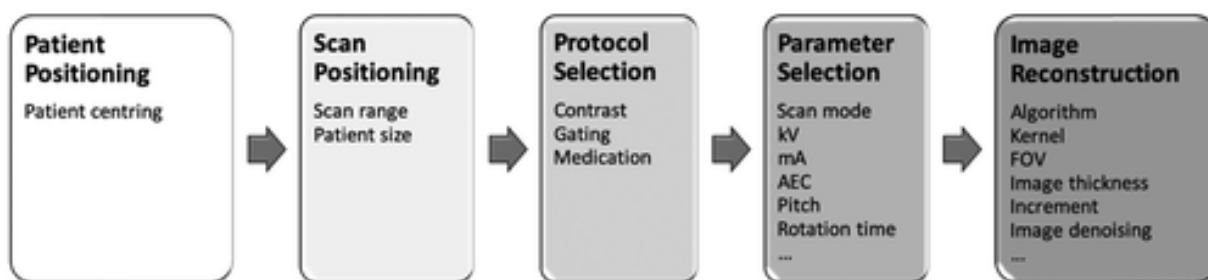 Patient
Positioning
Patient centring
Scan
Positioning
Scan range
Patient size
Protocol
Selection
Contrast
Gating
Medication
Parameter
Selection
Scan mode
kV
mA
AEC
Pitch
Rotation time
...
Image
Reconstruction
Algorithm
Kernel
FOV
Image thickness
Increment
Image denoising
...